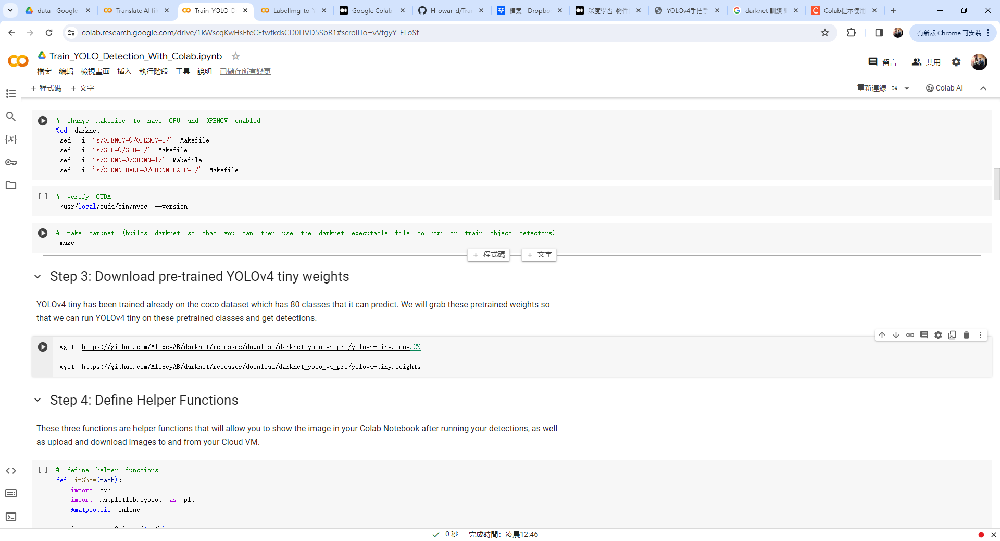 data - Google
Translate AI fil
Train_YOLO_D
LabelImg_to_Y
Google Colab
H-owar-d/Tra
檔案 - Dropbo
深度學習-物件
YOLOv4手把手
darknet 訓練
Colab提示使用
colab.research.google.com/drive/1kWscqKwHsFfeCEfwfkdsCD0LlVD5SbR1#scrollTo=vVtgyY_ELoSf
有新版 Chrome 可安裝
Train_YOLO_Detection_With_Colab.ipynb
留言
共用
檔案 編輯 檢視畫面 插入 執行階段 工具 說明 已儲存所有變更
+ 程式碼 + 文字
重新連線 T4
Colab AI
# change makefile to have GPU and OPENCV enabled
%cd darknet
!sed -i 's/OPENCV=0/OPENCV=1/' Makefile
!sed -i 's/GPU=0/GPU=1/' Makefile
!sed -i 's/CUDNN=0/CUDNN=1/' Makefile
!sed -i 's/CUDNN_HALF=0/CUDNN_HALF=1/' Makefile
[ ] # verify CUDA
!/usr/local/cuda/bin/nvcc --version
# make darknet (builds darknet so that you can then use the darknet executable file to run or train object detectors)
!make
+ 程式碼 + 文字
Step 3: Download pre-trained YOLOv4 tiny weights
YOLOv4 tiny has been trained already on the coco dataset which has 80 classes that it can predict. We will grab these pretrained weights so
that we can run YOLOv4 tiny on these pretrained classes and get detections.
!wget https://github.com/AlexeyAB/darknet/releases/download/darknet_yolo_v4_pre/yolov4-tiny.conv.29
!wget https://github.com/AlexeyAB/darknet/releases/download/darknet_yolo_v4_pre/yolov4-tiny.weights
Step 4: Define Helper Functions
These three functions are helper functions that will allow you to show the image in your Colab Notebook after running your detections, as well
as upload and download images to and from your Cloud VM.
[ ] # define helper functions
def imShow(path):
import cv2
import matplotlib.pyplot as plt
%matplotlib inline
0 秒 完成時間：凌晨12:46